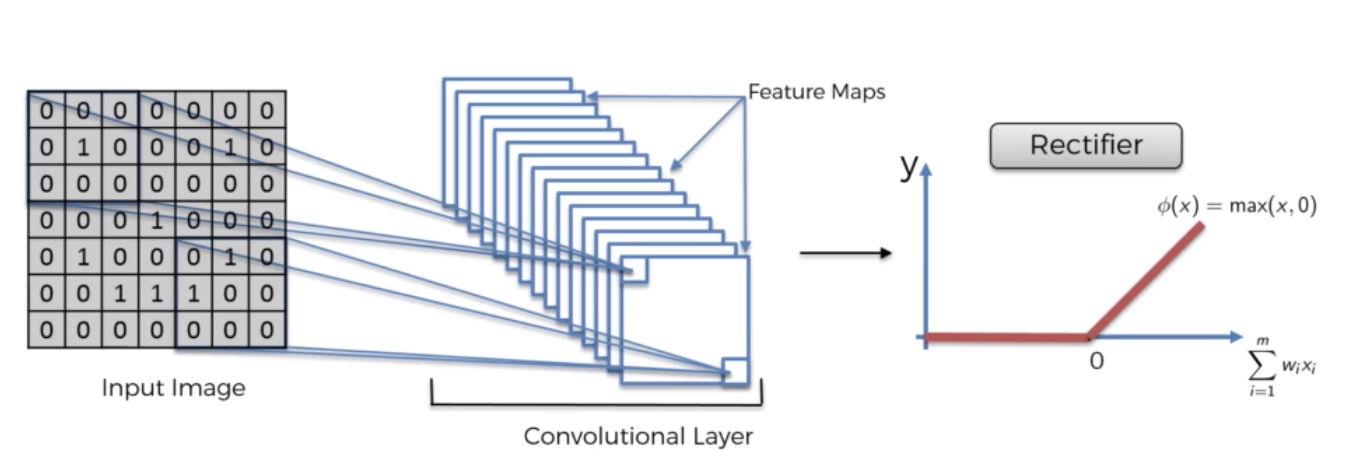 0 0 0 0 0 0 0
0 1 0 0 0 1 0
0 0 0 0 0 0 0
0 0 0 1 0 0 0
0 1 0 0 0 1 0
0 0 1 1 1 0 0
0 0 0 0 0 0 0
Input Image
Feature Maps
Convolutional Layer
Rectifier
y
ϕ(x) = max(x, 0)
0
m
∑ wᵢxᵢ
i=1